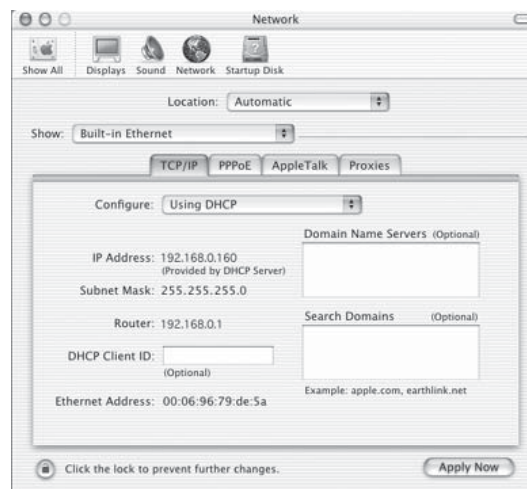 Network
Show All Displays Sound Network Startup Disk
Location: Automatic
Show: Built-in Ethernet
TCP/IP PPPoE AppleTalk Proxies
Configure: Using DHCP
Domain Name Servers (Optional)
IP Address: 192.168.0.160
(Provided by DHCP Server)
Subnet Mask: 255.255.255.0
Router: 192.168.0.1
Search Domains (Optional)
DHCP Client ID:
(Optional)
Example: apple.com, earthlink.net
Ethernet Address: 00:06:96:79:de:5a
Click the lock to prevent further changes.
Apply Now